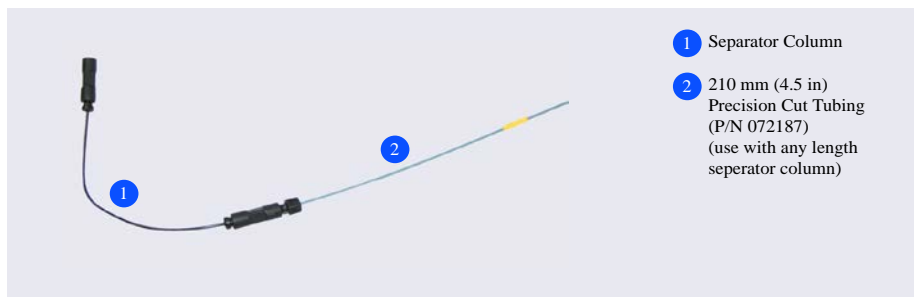 1 Separator Column
2 210 mm (4.5 in)
Precision Cut Tubing
(P/N 072187)
(use with any length
seperator column)
1
2